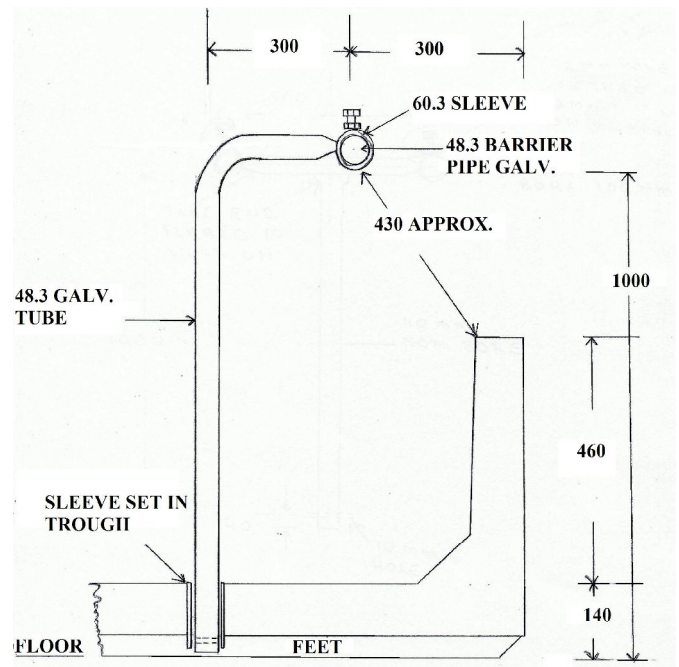 300
300
60.3 SLEEVE
48.3 BARRIER
PIPE GALV.
430 APPROX.
1000
48.3 GALV.
TUBE
460
SLEEVE SET IN
TROUGH
140
FLOOR
FEET